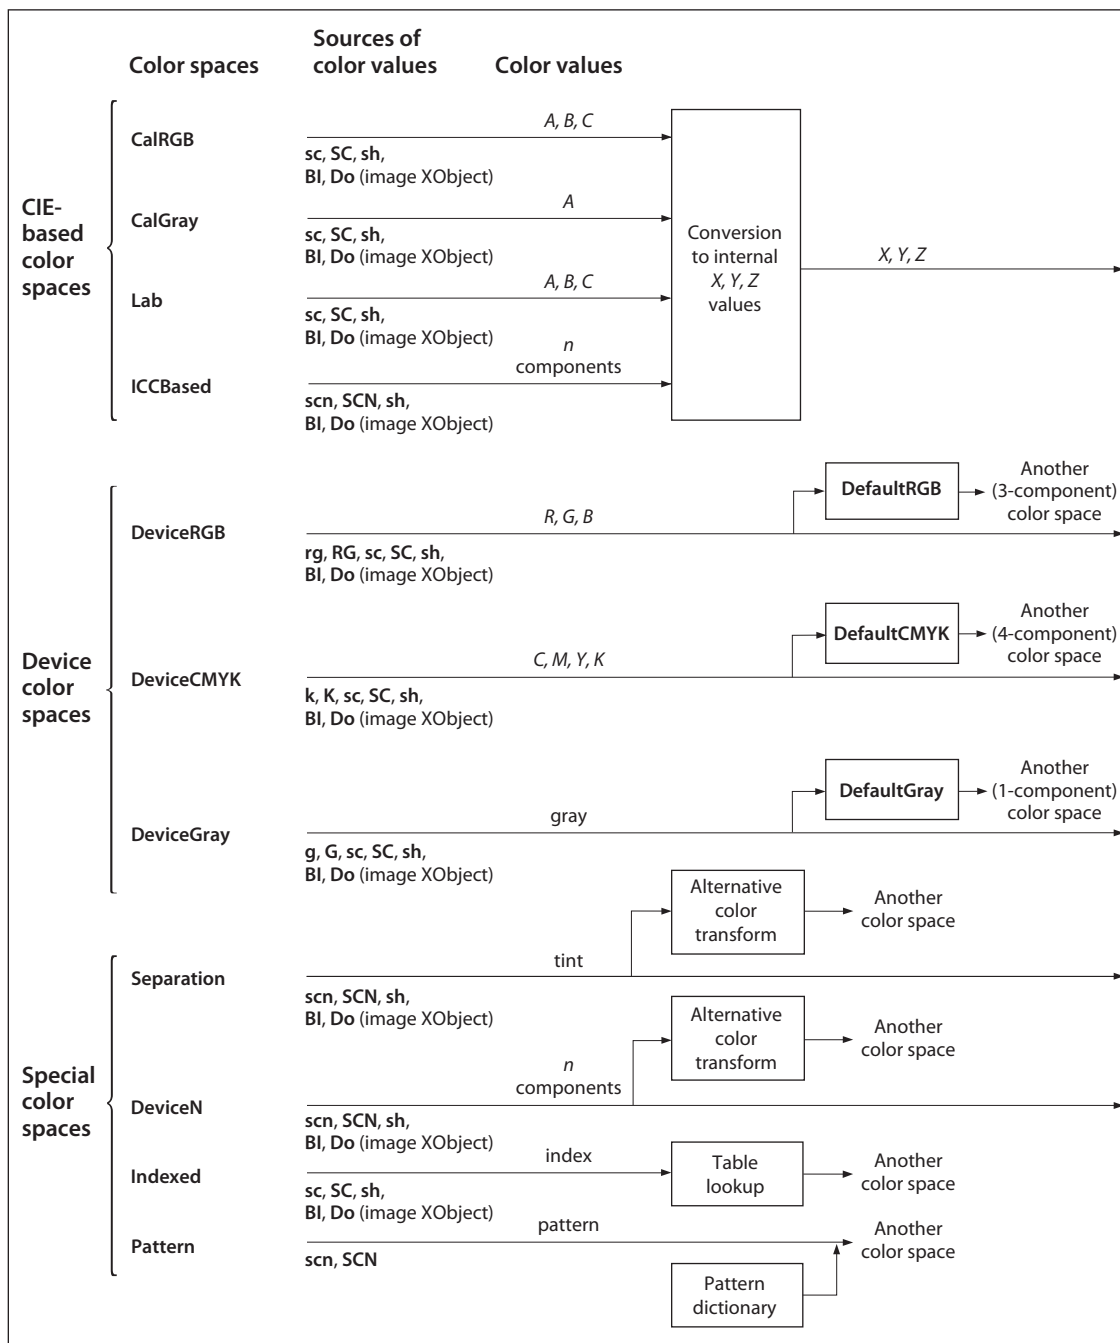 Sources of
Color spaces color values Color values
CIE-
based
color
spaces
CalRGB
A, B, C
sc, SC, sh,
BI, Do (image XObject)
CalGray
A
sc, SC, sh,
BI, Do (image XObject)
Lab
A, B, C
sc, SC, sh,
BI, Do (image XObject)
ICCBased
n
components
scn, SCN, sh,
BI, Do (image XObject)
Conversion
to internal
X, Y, Z
values
X, Y, Z
Device
color
spaces
DeviceRGB
R, G, B
rg, RG, sc, SC, sh,
BI, Do (image XObject)
DefaultRGB
Another
(3-component)
color space
DeviceCMYK
C, M, Y, K
k, K, sc, SC, sh,
BI, Do (image XObject)
DefaultCMYK
Another
(4-component)
color space
DeviceGray
gray
g, G, sc, SC, sh,
BI, Do (image XObject)
DefaultGray
Another
(1-component)
color space
Special
color
spaces
Separation
tint
scn, SCN, sh,
BI, Do (image XObject)
Alternative
color
transform
Another
color space
DeviceN
n
components
scn, SCN, sh,
BI, Do (image XObject)
Alternative
color
transform
Another
color space
Indexed
index
sc, SC, sh,
BI, Do (image XObject)
Table
lookup
Another
color space
Pattern
pattern
scn, SCN
Pattern
dictionary
Another
color space